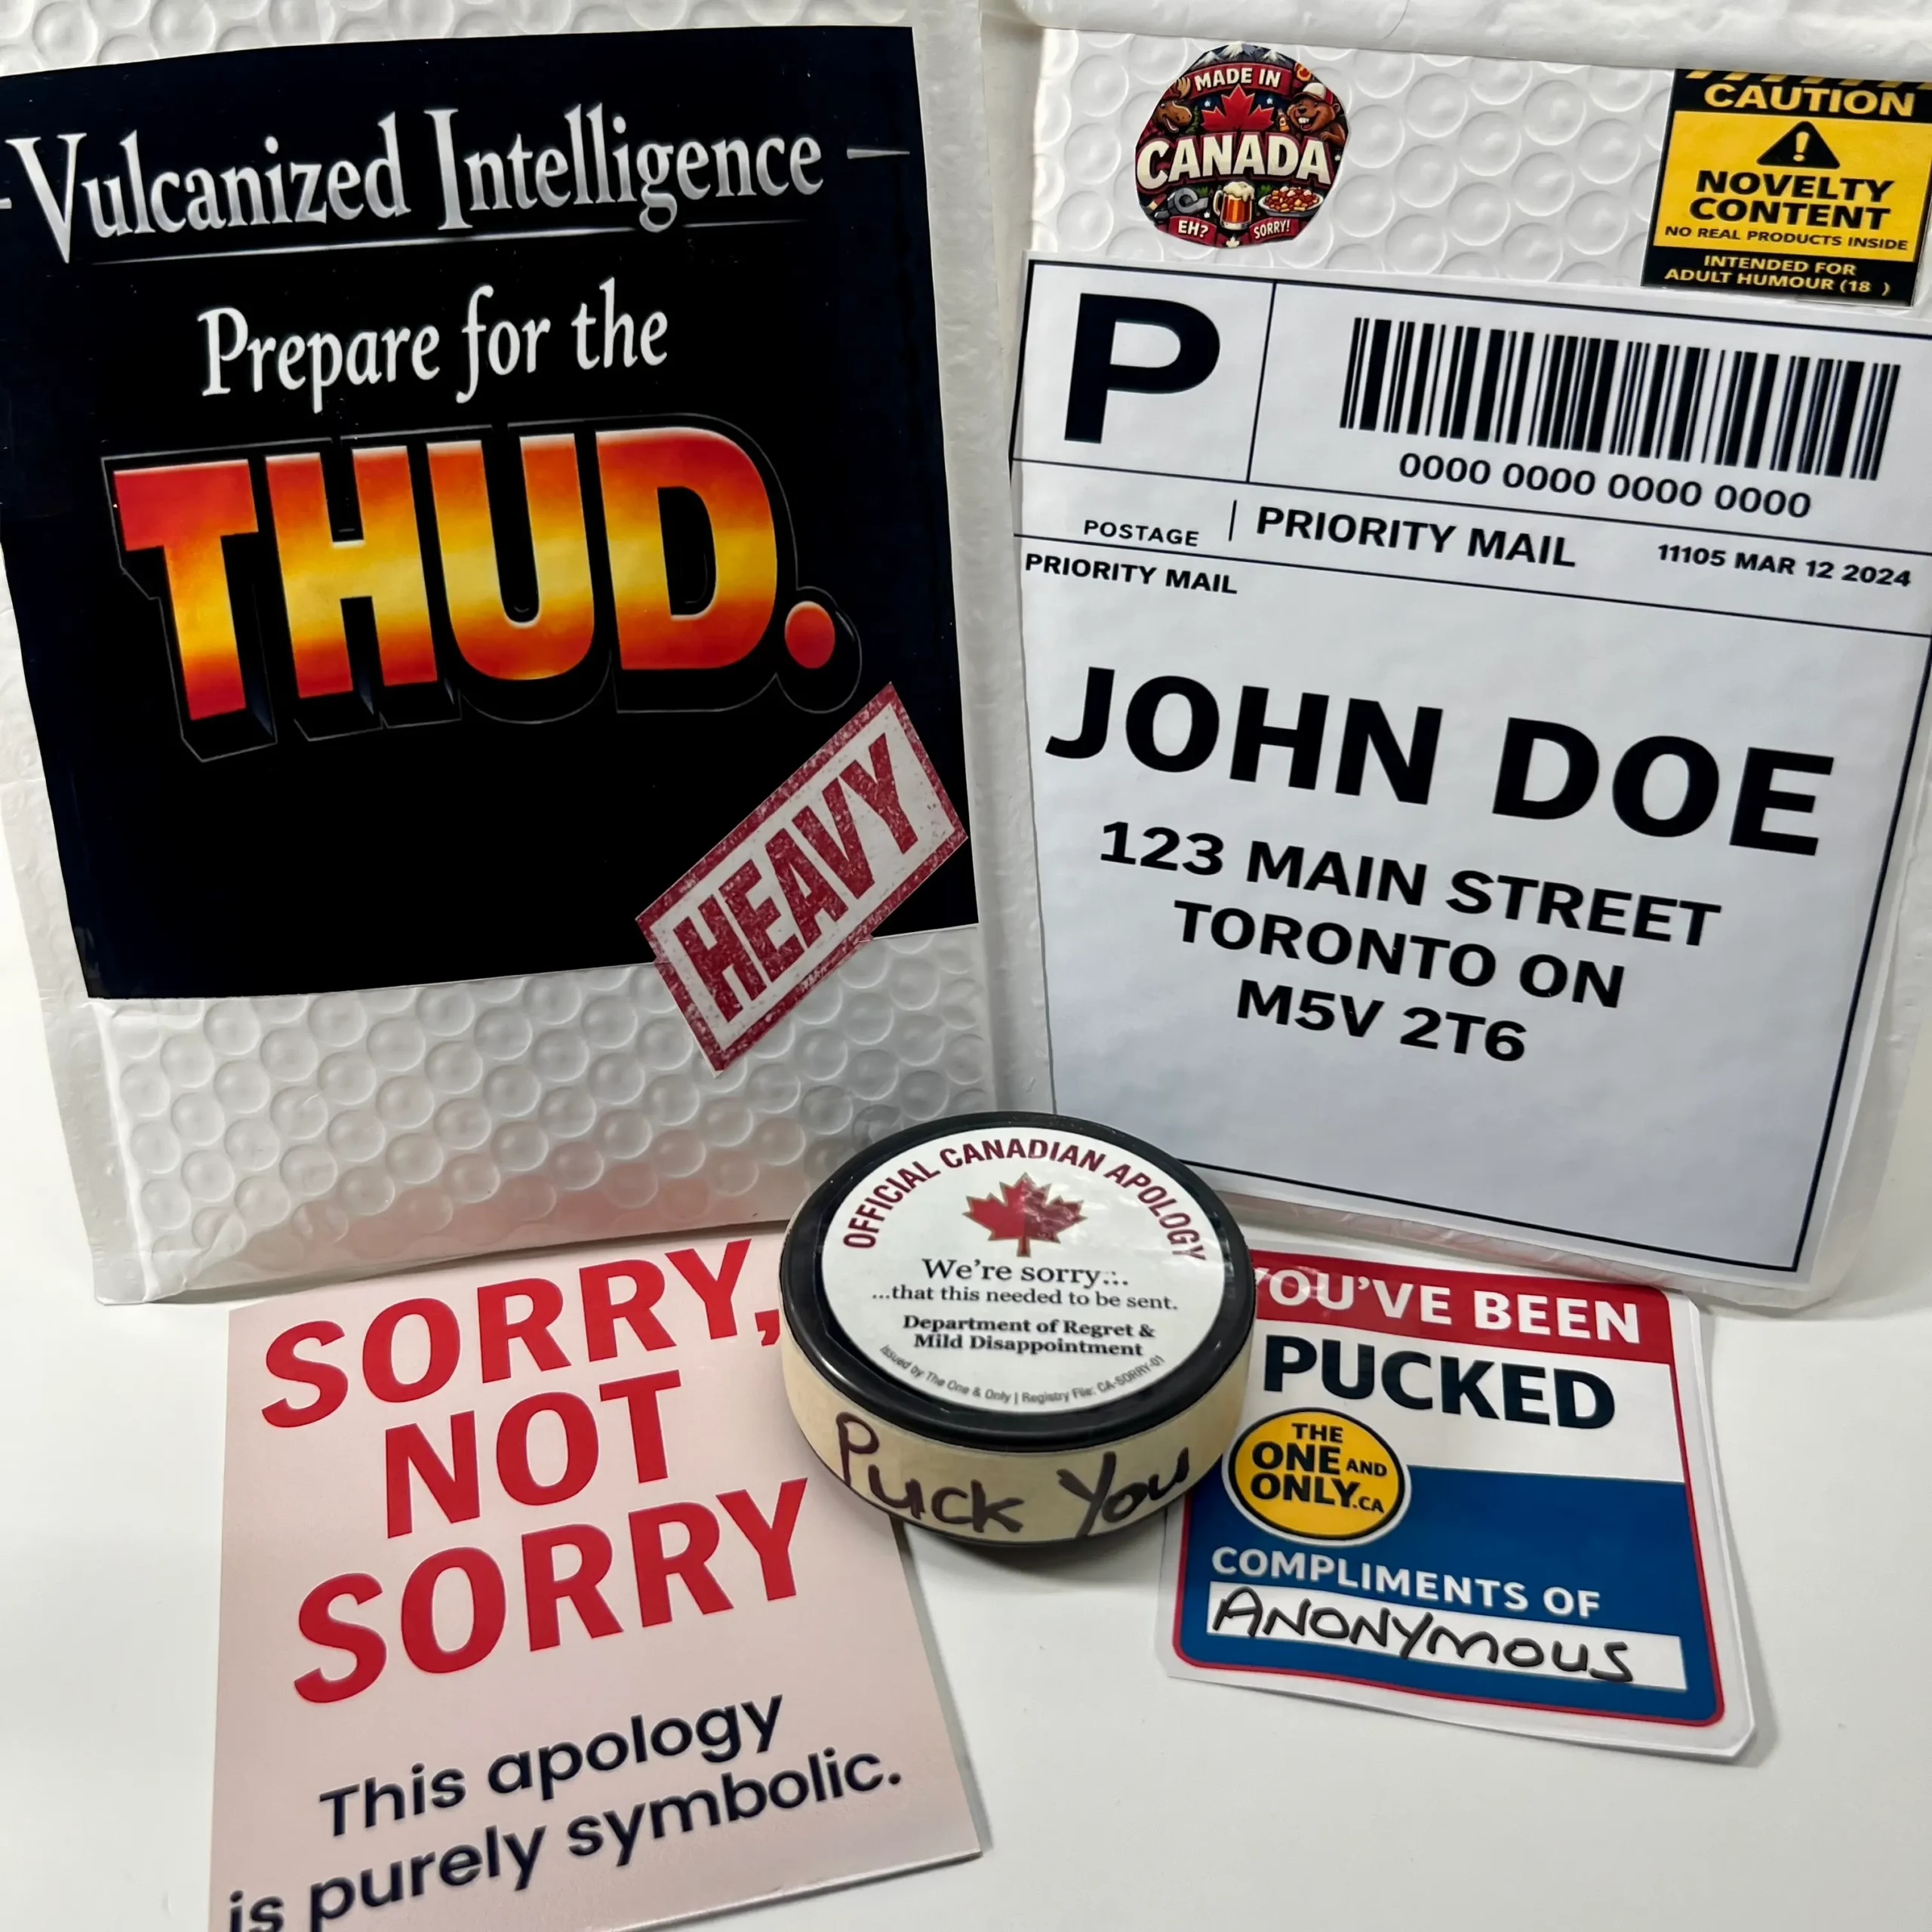 Vulcanized Intelligence
Prepare for the
THUD.
HEAVY
MADE IN
CANADA
EH?
SORRY!
CAUTION
!
NOVELTY
CONTENT
NO REAL PRODUCTS INSIDE
INTENDED FOR
ADULT HUMOUR (18 )
P
0000 0000 0000 0000
POSTAGE
PRIORITY MAIL
11105 MAR 12 2024
PRIORITY MAIL
JOHN DOE
123 MAIN STREET
TORONTO ON
M5V 2T6
OFFICIAL CANADIAN APOLOGY
We're sorry...
...that this needed to be sent.
Department of Regret &
Mild Disappointment
Issued by The One & Only | Registry File: CA-SORRY-01
Puck You
SORRY,
NOT
SORRY
This apology
is purely symbolic.
YOU'VE BEEN
PUCKED
THE
ONE AND
ONLY.CA
COMPLIMENTS OF
ANONYMOUS